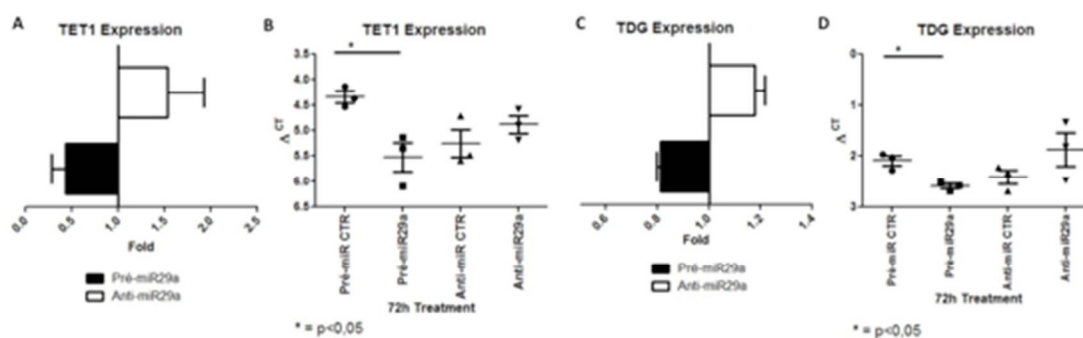 A
TET1 Expression
0.0 0.5 1.0 1.5 2.0 2.5
Fold
Pré-miR29a
Anti-miR29a
B
TET1 Expression
*
3.5
4.0
4.5
5.0
5.5
6.0
6.5
Δ CT
Pré-miR CTR
Pré-miR29a
Anti-miR CTR
Anti-miR29a
72h Treatment
* = p<0,05
C
TDG Expression
0.6 0.8 1.0 1.2 1.4
Fold
Pré-miR29a
Anti-miR29a
D
TDG Expression
*
0
1
2
3
Δ CT
Pré-miR CTR
Pré-miR29a
Anti-miR CTR
Anti-miR29a
72h Treatment
* = p<0,05